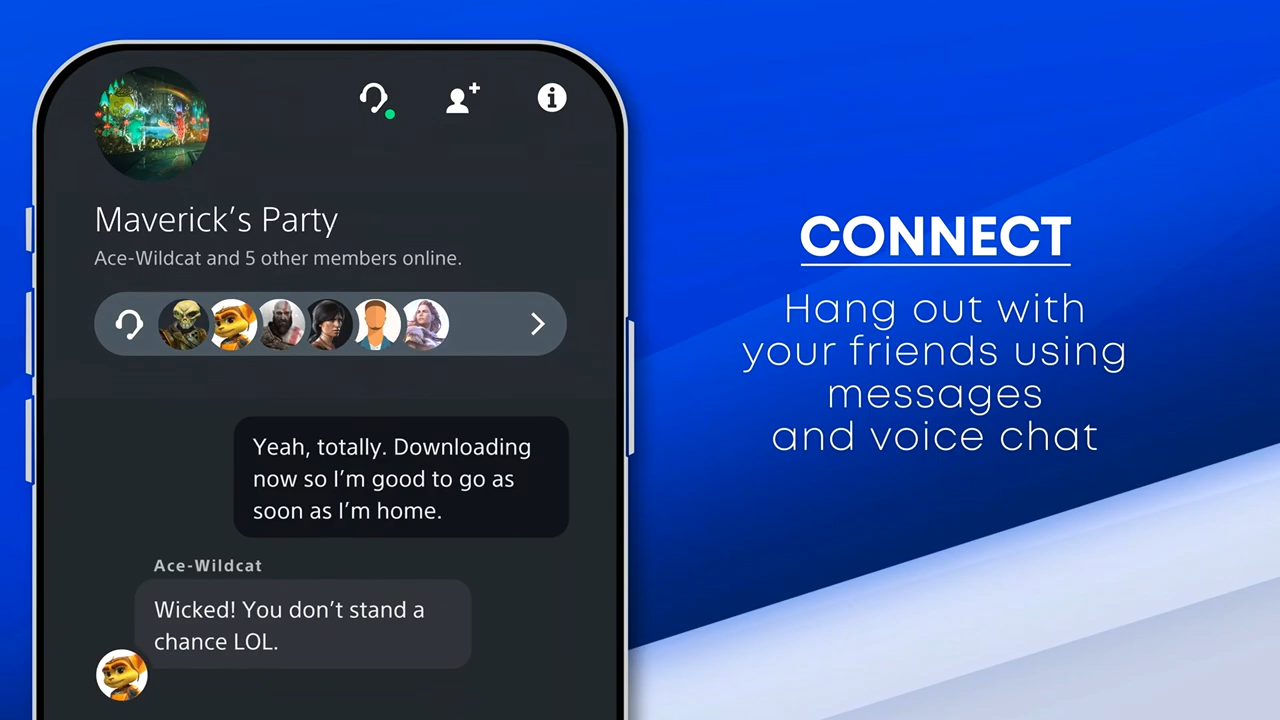 Maverick’s Party
Ace-Wildcat and 5 other members online.
Yeah, totally. Downloading
now so I’m good to go as
soon as I’m home.
Ace-Wildcat
Wicked! You don’t stand a
chance LOL.
CONNECT
Hang out with
your friends using
messages
and voice chat